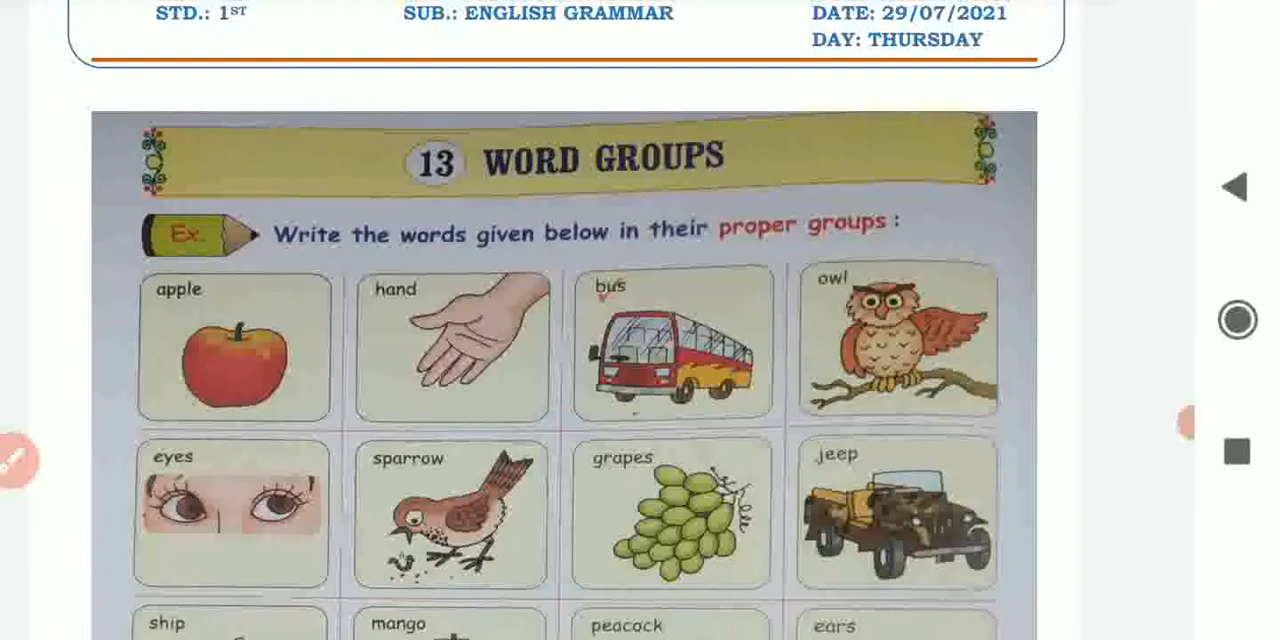 STD.: 1ST SUB.: ENGLISH GRAMMAR DATE: 29/07/2021
DAY: THURSDAY
13 WORD GROUPS
Ex. Write the words given below in their proper groups :
apple hand bus owl
eyes sparrow grapes jeep
ship mango peacock ears